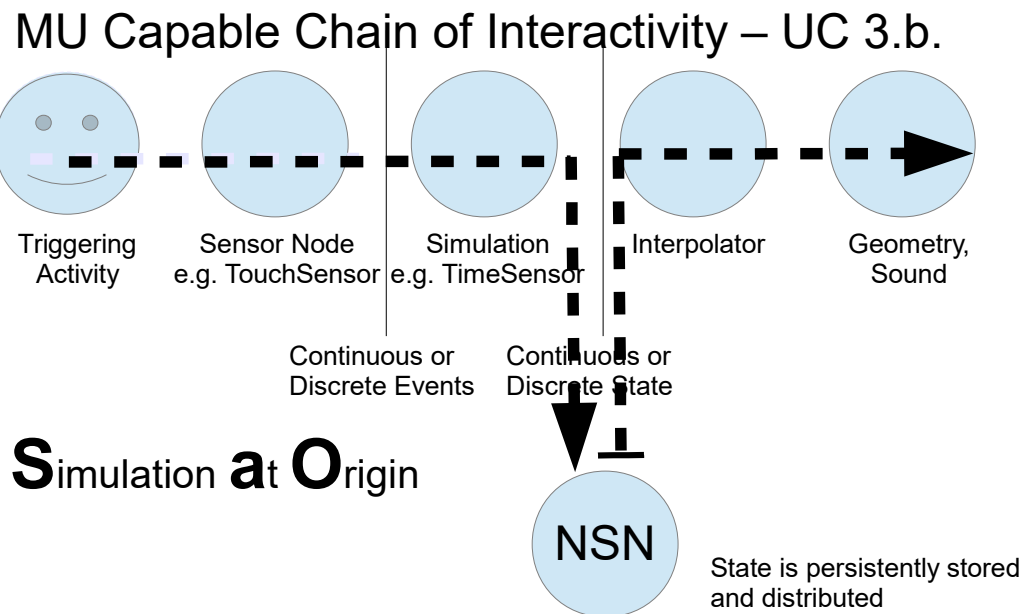 MU Capable Chain of Interactivity – UC 3.b.
Triggering
Activity
Sensor Node
e.g. TouchSensor
Simulation
e.g. TimeSensor
Interpolator
Geometry,
Sound
Continuous or
Discrete Events
Continuous or
Discrete State
Simulation at Origin
NSN
State is persistently stored
and distributed